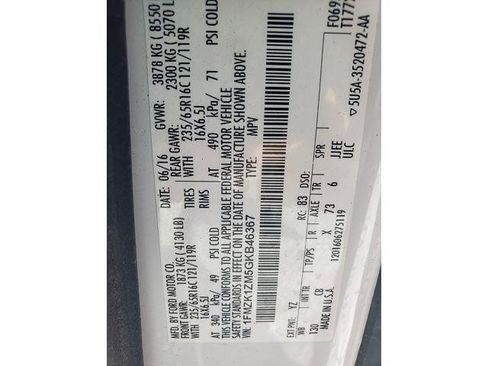 MFD. BY FORD MOTOR CO.
DATE: 06/16 GVWR: 3878 KG ( 8550
FRONT GAWR: 1873 KG ( 4130 LB) REAR GAWR: 2300 KG ( 5070 L
235/65R16C 121/119R TIRES WITH 235/65R16C 121/119R
16X6.5J RIMS 16X6.5J
AT 340 kPa/ 49 PSI COLD AT 490 kPa/ 71 PSI COLD
THIS VEHICLE CONFORMS TO ALL APPLICABLE FEDERAL MOTOR VEHICLE
SAFETY STANDARDS IN EFFECT ON THE DATE OF MANUFACTURE SHOWN ABOVE.
VIN: 1FMZK1ZM5GKB46367
TYPE: MPV
F069
T177
EXT PNT: YZ RC: 83 DSO:
WB INT TR TP/PS R AXLE TR SPR
130 CB X 73 6 JJEE
ULC
MADE IN U.S.A. 1201606275119
5U5A-3520472-AA